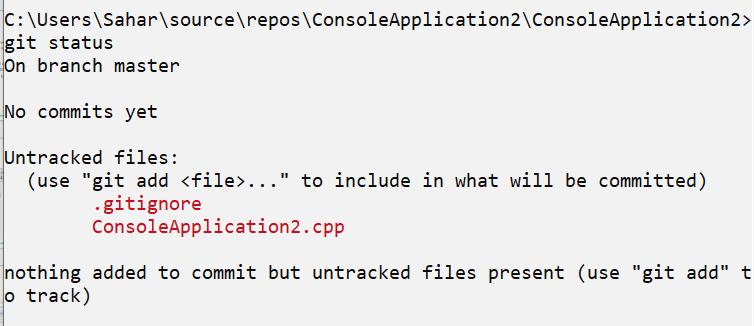 C:\Users\Sahar\source\repos\ConsoleApplication2\ConsoleApplication2>
git status
On branch master
No commits yet
Untracked files:
  (use "git add <file>..." to include in what will be committed)
        .gitignore
        ConsoleApplication2.cpp
nothing added to commit but untracked files present (use "git add" t
o track)